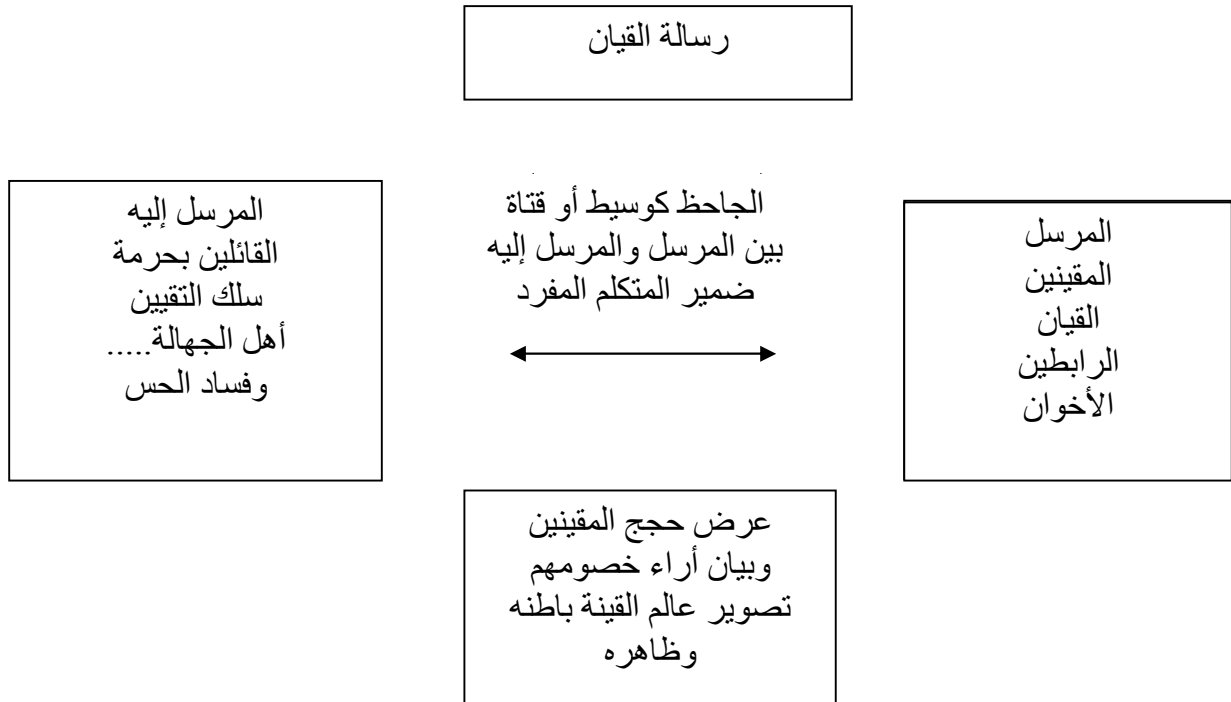 رسالة القيان
المرسل
المقينين
القيان
الرابطين
الأخوان
الجاحظ كوسيط أو قتاة
بين المرسل والمرسل إليه
ضمير المتكلم المفرد
المرسل إليه
القائلين بحرمة
سلك التقيين
أهل الجهالة.....
وفساد الحس
عرض حجج المقينين
وبيان أراء خصومهم
تصوير عالم القينة باطنه
وظاهره